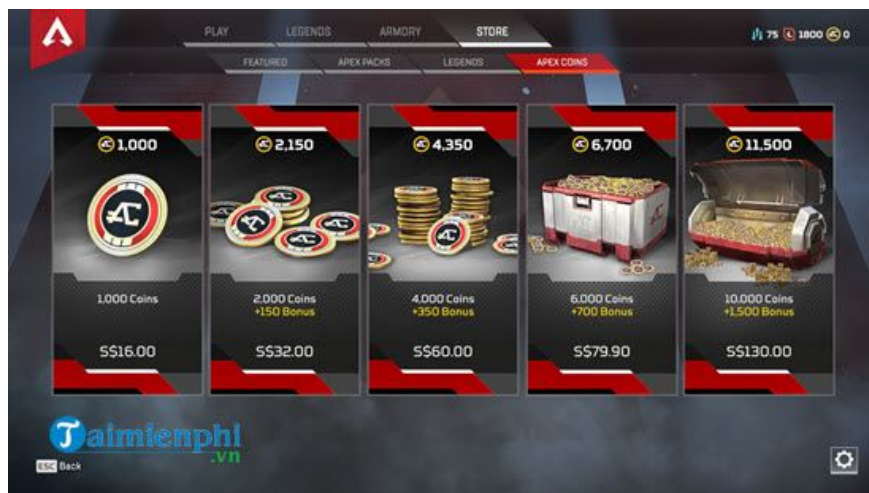 PLAY LEGENDS ARMORY STORE
75 1800 0
FEATURED APEX PACKS LEGENDS APEX COINS
1,000
2,150
4,350
6,700
11,500
1,000 Coins
2,000 Coins
+150 Bonus
4,000 Coins
+350 Bonus
6,000 Coins
+700 Bonus
10,000 Coins
+1,500 Bonus
S$16.00
S$32.00
S$60.00
S$79.90
S$130.00
Taimienphi
.vn
ESC Back